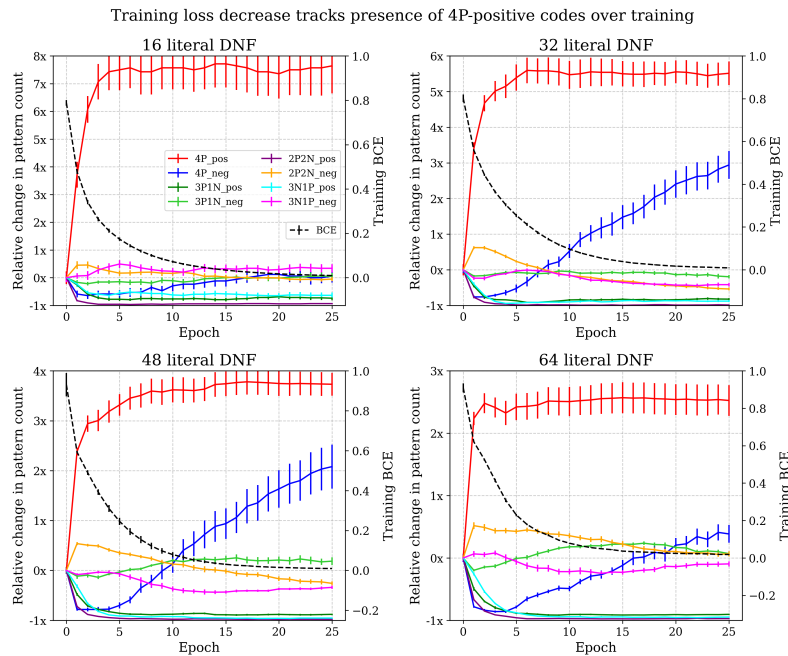 Training loss decrease tracks presence of 4P-positive codes over training
16 literal DNF
Relative change in pattern count
8x
7x
6x
5x
4x
3x
2x
1x
0x
-1x
1.0
0.8
0.6
0.4
0.2
0.0
Training BCE
4P_pos
4P_neg
3P1N_pos
3P1N_neg
2P2N_pos
2P2N_neg
3N1P_pos
3N1P_neg
BCE
0 5 10 15 20 25
Epoch
32 literal DNF
Relative change in pattern count
6x
5x
4x
3x
2x
1x
0x
-1x
1.0
0.8
0.6
0.4
0.2
0.0
Training BCE
0 5 10 15 20 25
Epoch
48 literal DNF
Relative change in pattern count
4x
3x
2x
1x
0x
-1x
1.0
0.8
0.6
0.4
0.2
0.0
−0.2
Training BCE
0 5 10 15 20 25
Epoch
64 literal DNF
Relative change in pattern count
3x
2x
1x
0x
-1x
1.0
0.8
0.6
0.4
0.2
0.0
−0.2
Training BCE
0 5 10 15 20 25
Epoch